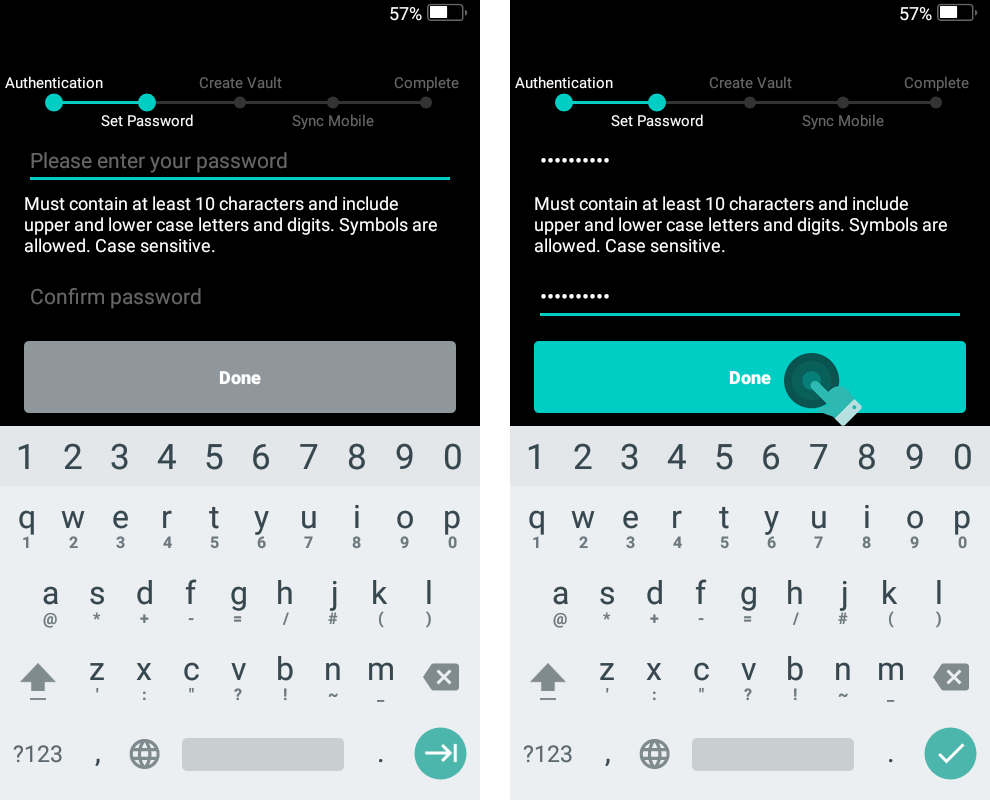 57%
Authentication Create Vault Complete
Set Password Sync Mobile
Please enter your password
Must contain at least 10 characters and include
upper and lower case letters and digits. Symbols are
allowed. Case sensitive.
Confirm password
Done
1 2 3 4 5 6 7 8 9 0
q w e r t y u i o p
1 2 3 4 5 6 7 8 9 0
a s d f g h j k l
@ * + - = / # ( )
z x c v b n m
' : " ? ! ~ _
?123 , .
57%
Authentication Create Vault Complete
Set Password Sync Mobile
••••••••••
Must contain at least 10 characters and include
upper and lower case letters and digits. Symbols are
allowed. Case sensitive.
••••••••••
Done
1 2 3 4 5 6 7 8 9 0
q w e r t y u i o p
1 2 3 4 5 6 7 8 9 0
a s d f g h j k l
@ * + - = / # ( )
z x c v b n m
' : " ? ! ~ _
?123 , .